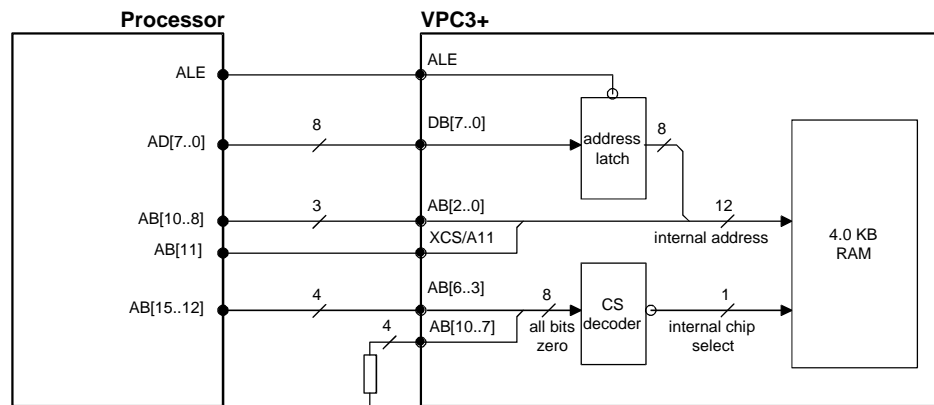 Processor
VPC3+
ALE
ALE
AD[7..0]
8
DB[7..0]
address
latch
8
AB[10..8]
3
AB[2..0]
12
internal address
AB[11]
XCS/A11
4.0 KB
RAM
AB[15..12]
4
AB[6..3]
8
all bits
zero
CS
decoder
1
internal chip
select
4
AB[10..7]